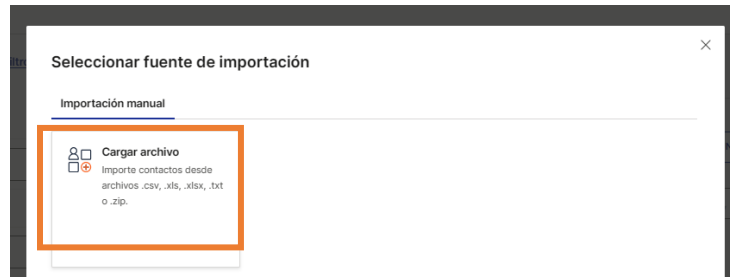 Seleccionar fuente de importación
Importación manual
Cargar archivo
Importe contactos desde
archivos .csv, .xls, .xlsx, .txt
o .zip.